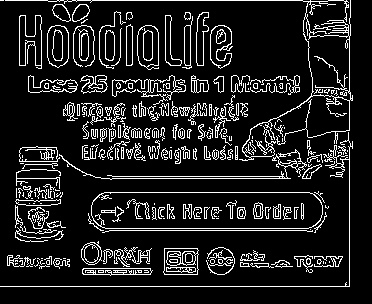 HoodiaLife
Lose 25 pounds in 1 Month!
Discover the New Miracle
Supplement for Safe,
Effective Weight Loss!
Click Here To Order!
Featured on: OPRAH 60 abc TODAY